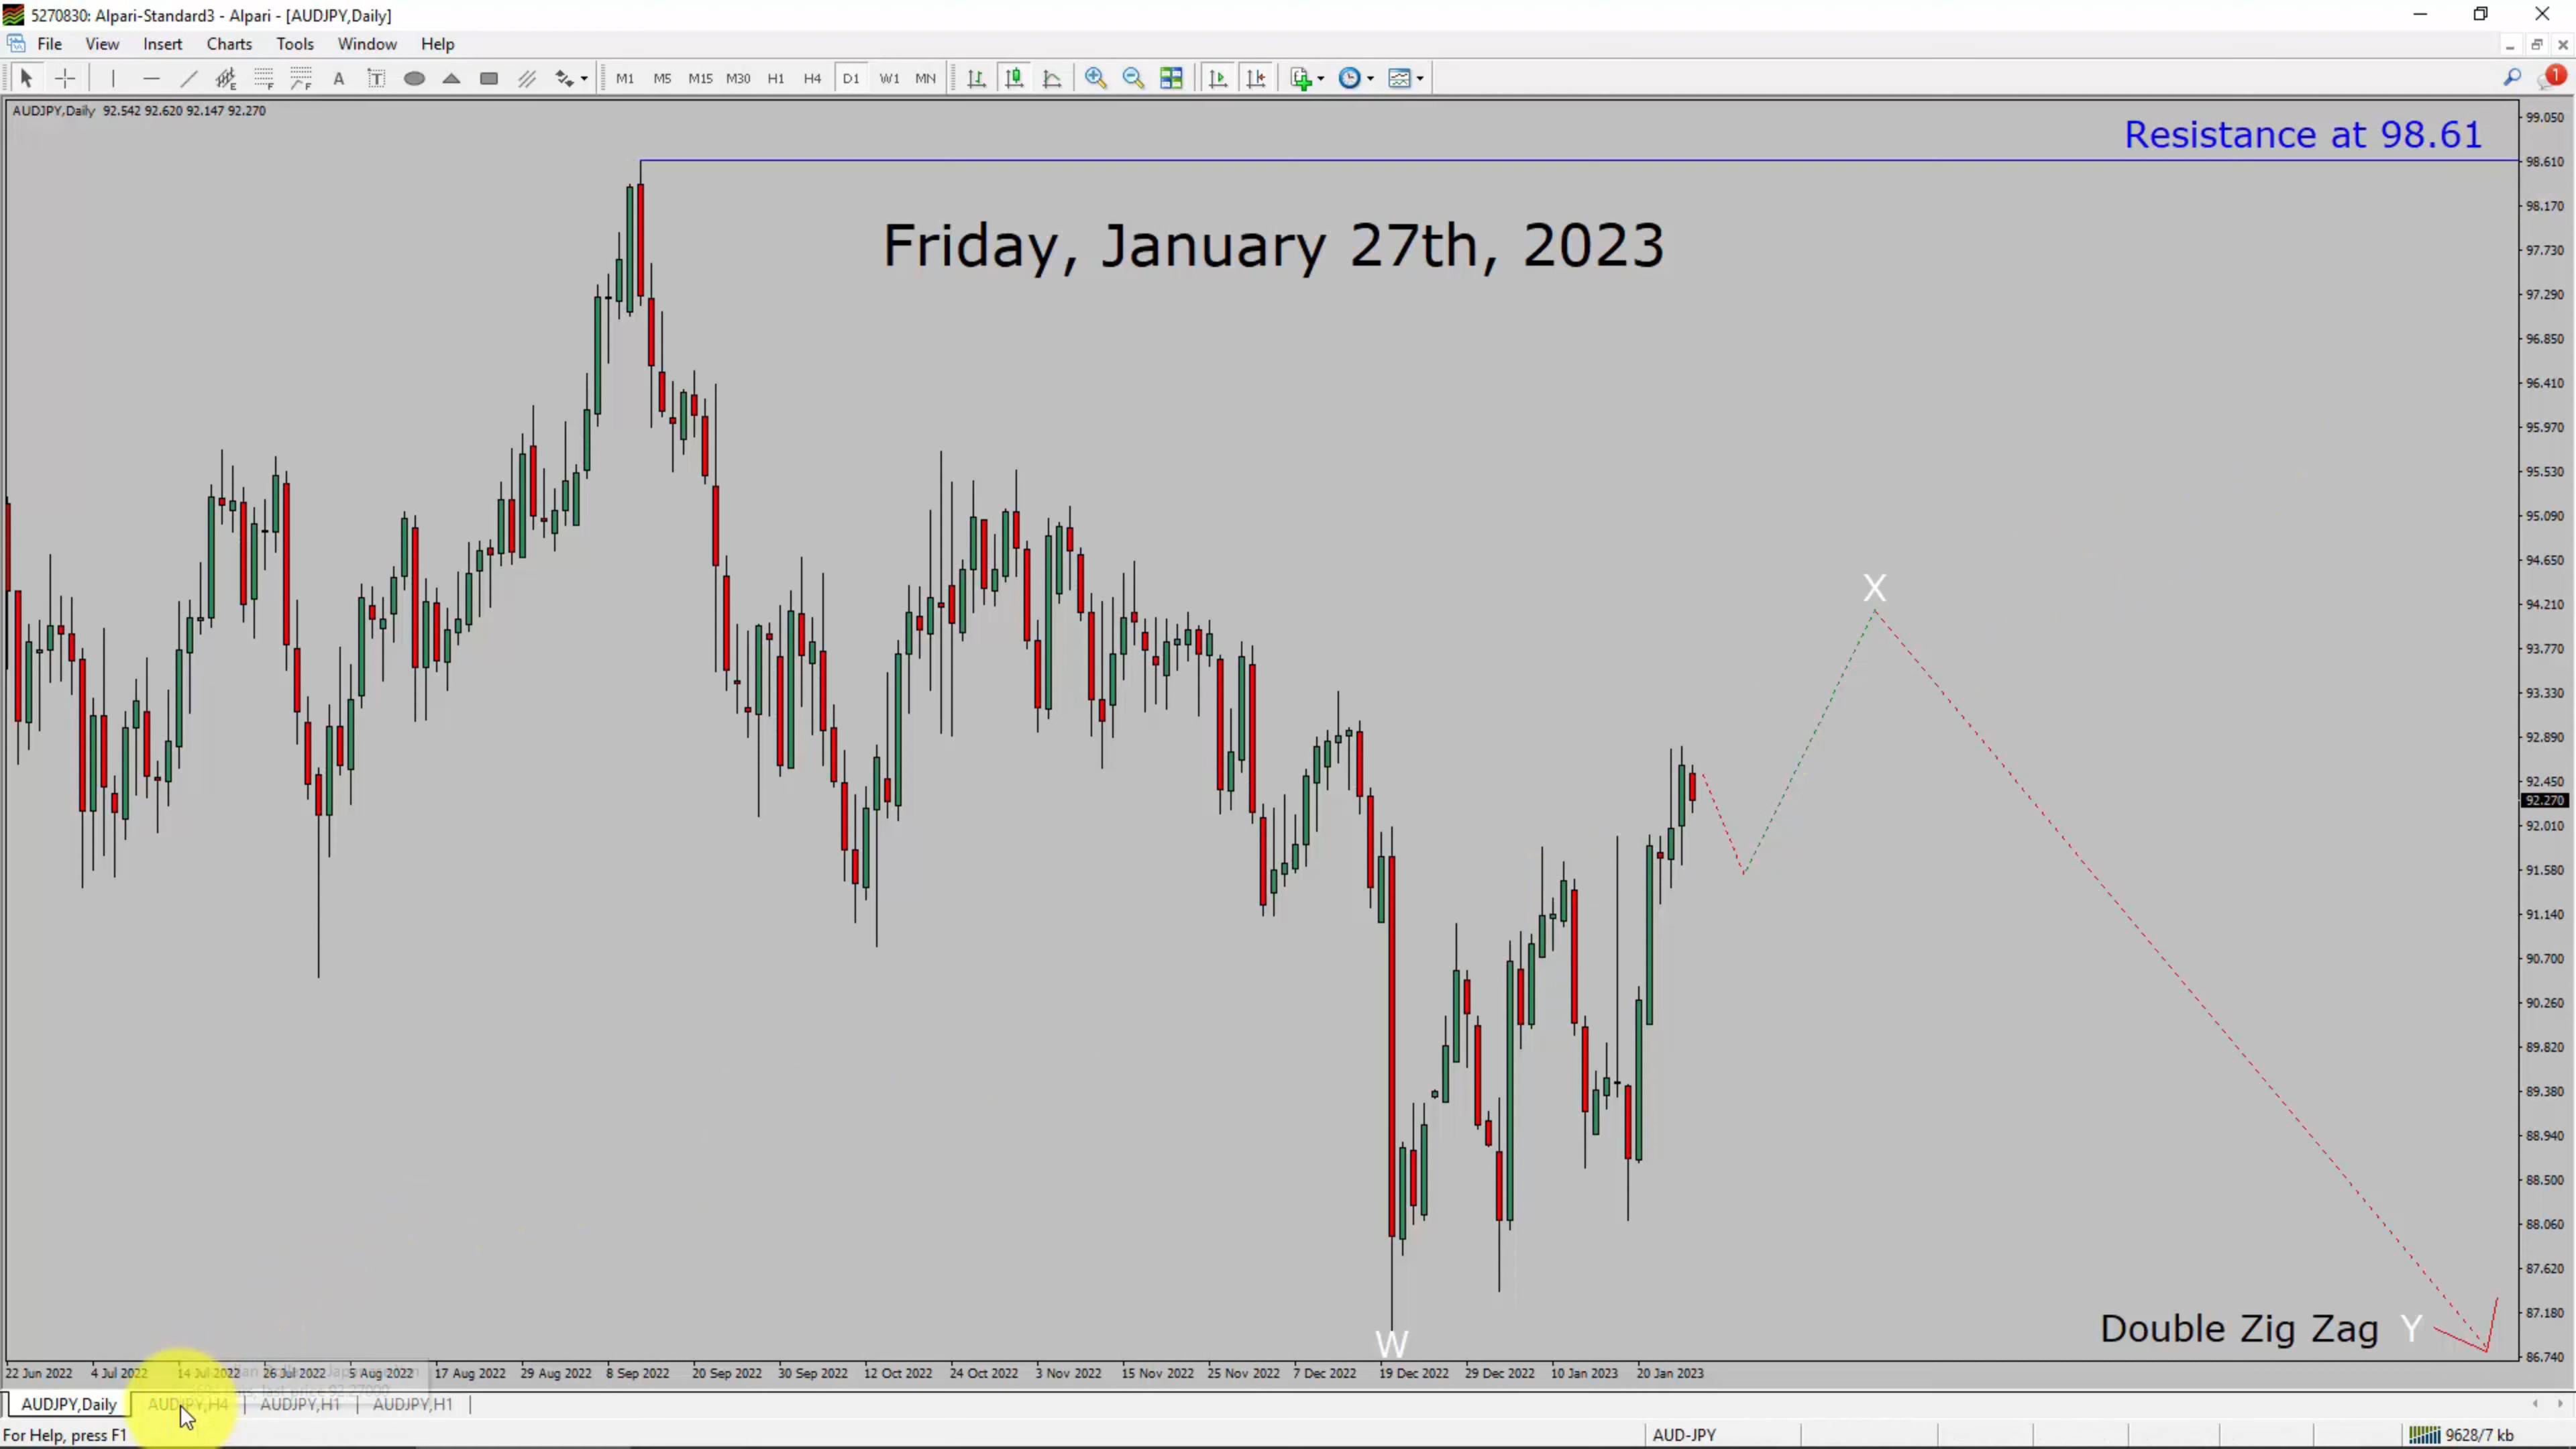 5270830: Alpari-Standard3 - Alpari - [AUDJPY,Daily]
File View Insert Charts Tools Window Help
M1 M5 M15 M30 H1 H4 D1 W1 MN
1
AUDJPY,Daily 92.542 92.620 92.147 92.270
99.050
Resistance at 98.61
98.610
98.170
Friday, January 27th, 2023
97.730
97.290
96.850
96.410
95.970
95.530
95.090
94.650
X
94.210
93.770
93.330
92.890
92.450
92.270
92.010
91.580
91.140
90.700
90.260
89.820
89.380
88.940
88.500
88.060
87.620
87.180
Double Zig Zag Y
W
86.740
22 Jun 2022 4 Jul 2022 14 Jul 2022 26 Jul 2022 5 Aug 2022 17 Aug 2022 29 Aug 2022 8 Sep 2022 20 Sep 2022 30 Sep 2022 12 Oct 2022 24 Oct 2022 3 Nov 2022 15 Nov 2022 25 Nov 2022 7 Dec 2022 19 Dec 2022 29 Dec 2022 10 Jan 2023 20 Jan 2023
AUDJPY,Daily AUDJPY,H4 AUDJPY,H1 AUDJPY,H1
For Help, press F1 AUD-JPY 9628/7 kb